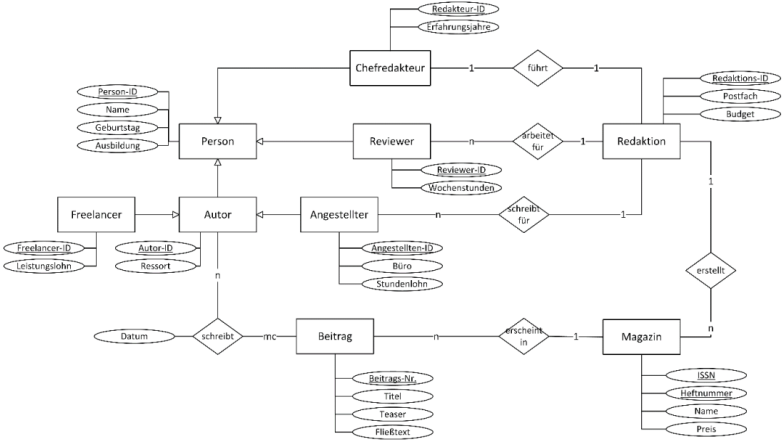 Redakteur-ID
Erfahrungsjahre
Chefredakteur
1
führt
1
Redaktions-ID
Postfach
Budget
Person-ID
Name
Geburtstag
Ausbildung
Person
Reviewer
n
arbeitet
für
1
Redaktion
Reviewer-ID
Wochenstunden
1
Freelancer
Autor
Angestellter
n
schreibt
für
1
Freelancer-ID
Leistungslohn
Autor-ID
Ressort
Angestellten-ID
Büro
Stundenlohn
n
erstellt
Datum
schreibt
mc
Beitrag
n
erscheint
in
1
Magazin
n
Beitrags-Nr.
Titel
Teaser
Fließtext
ISSN
Heftnummer
Name
Preis